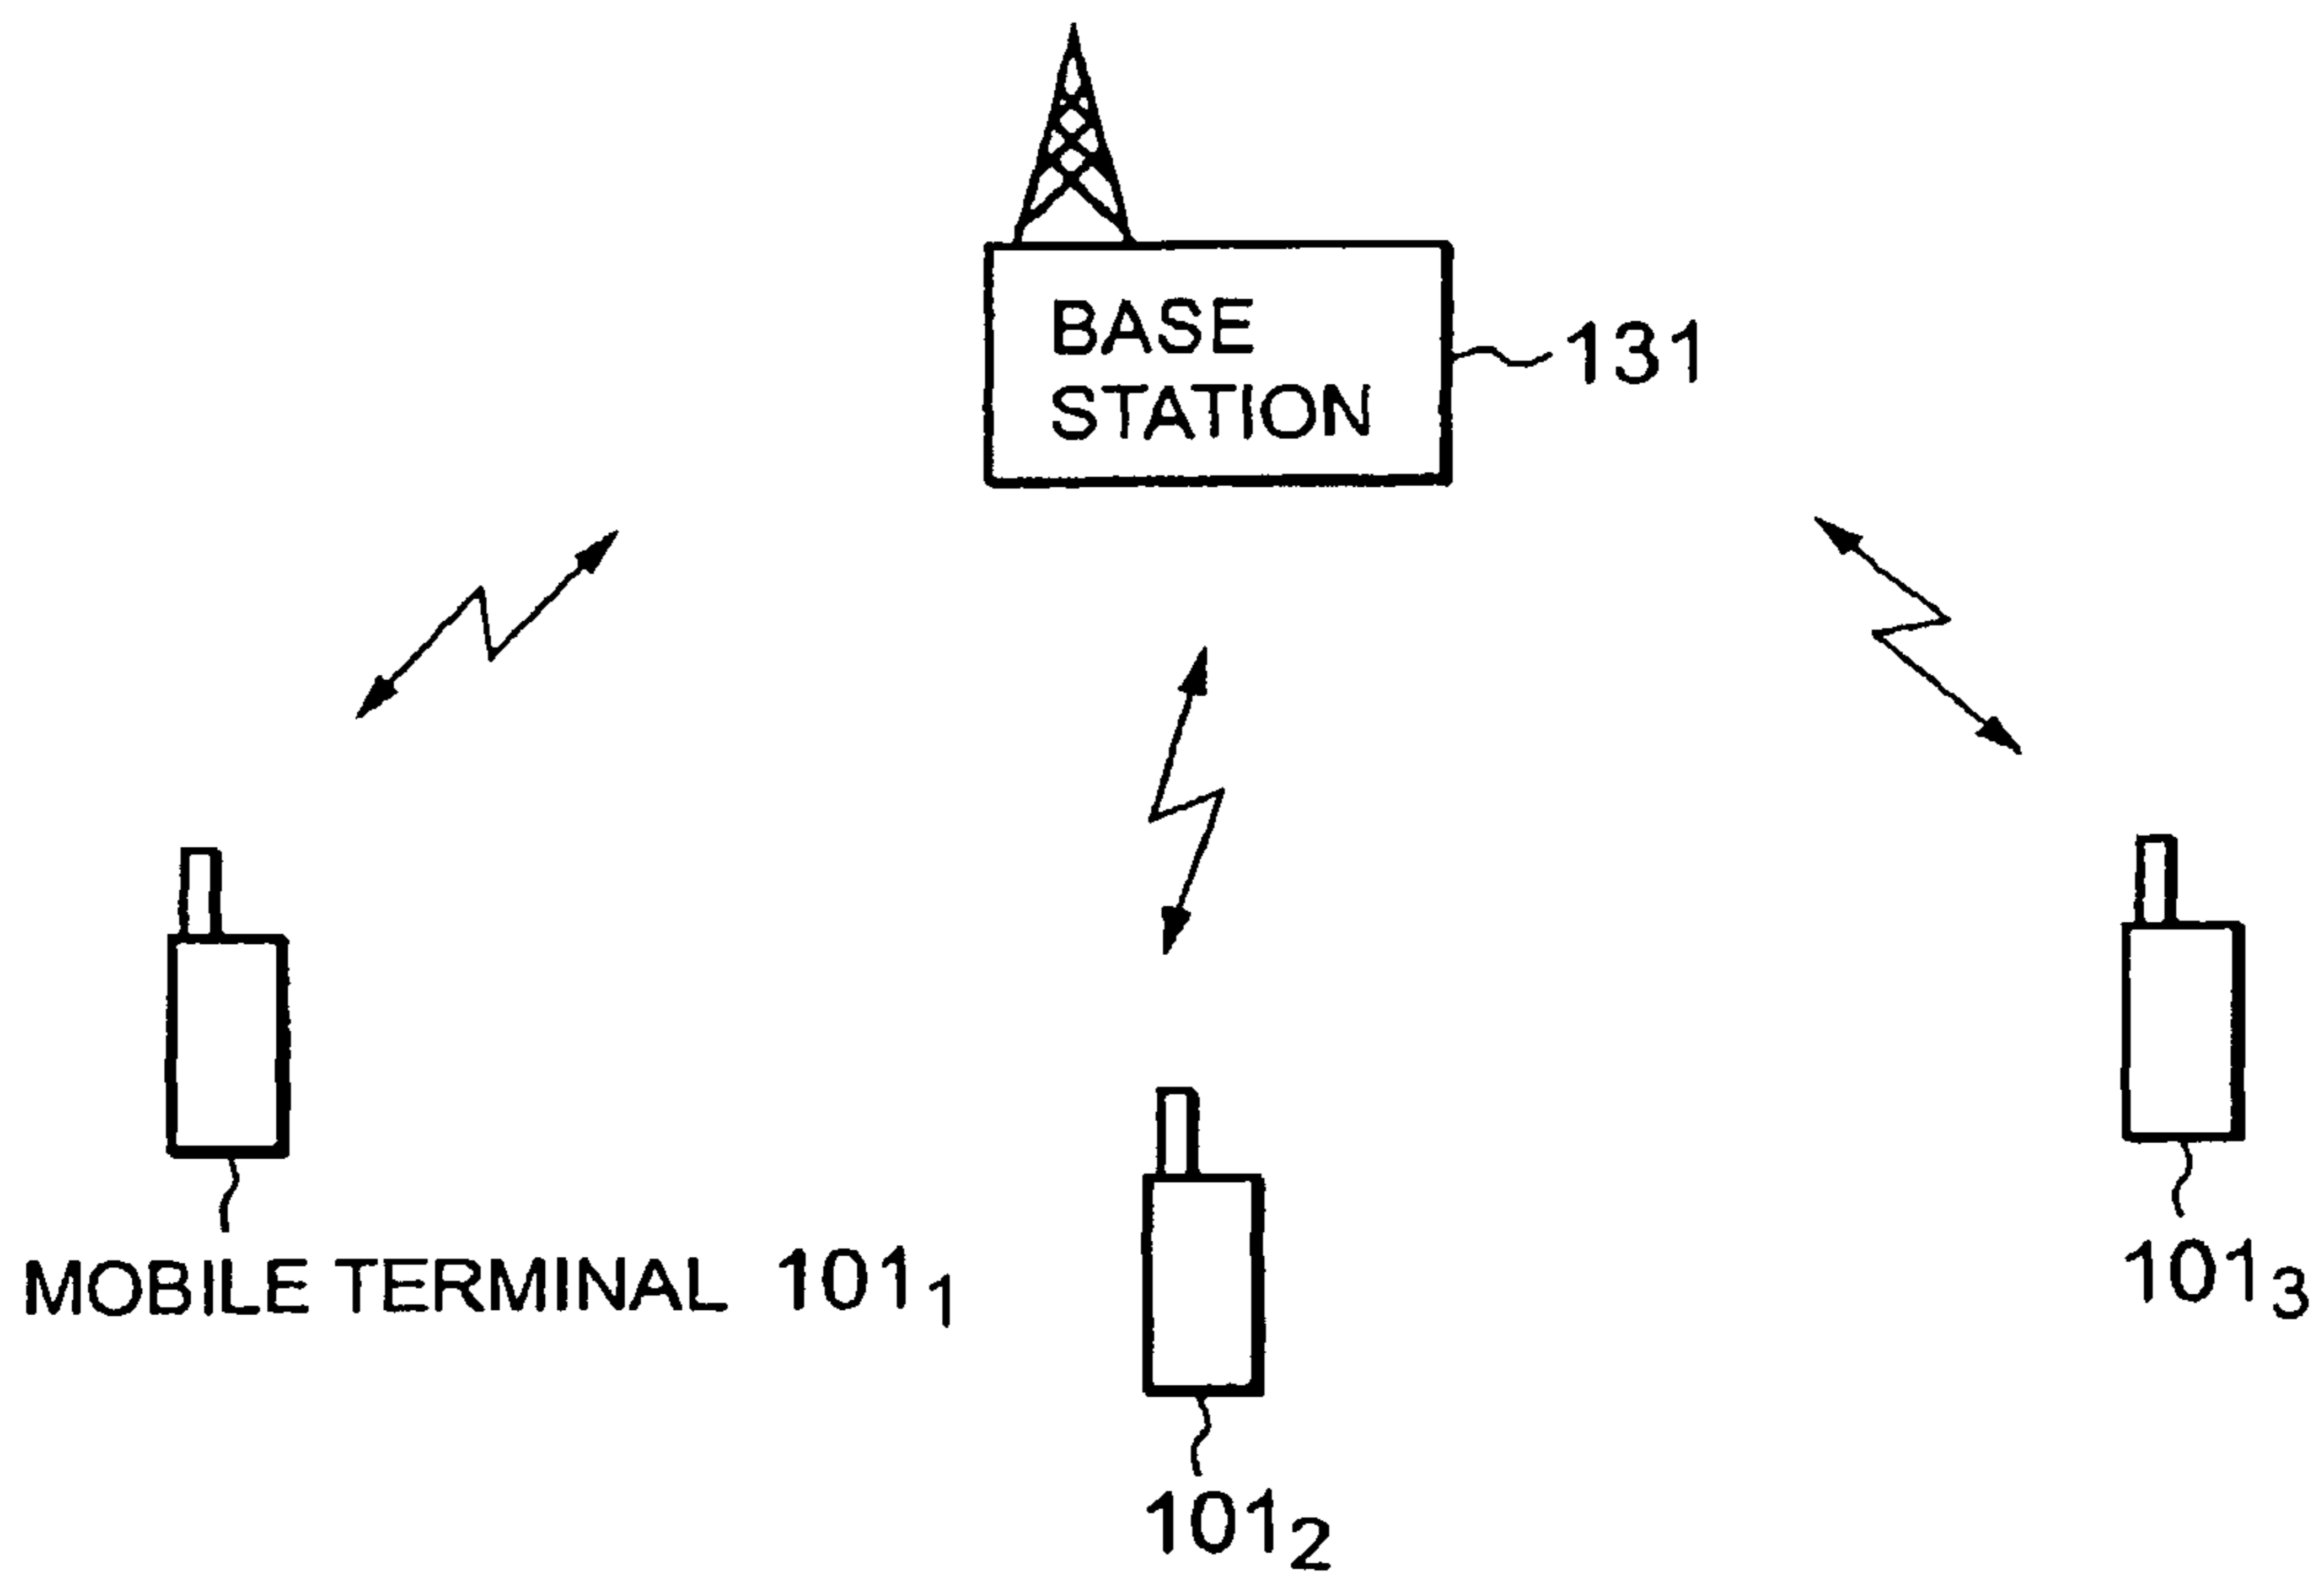 BASE
STATION
131
MOBILE TERMINAL 101₁
101₂
101₃